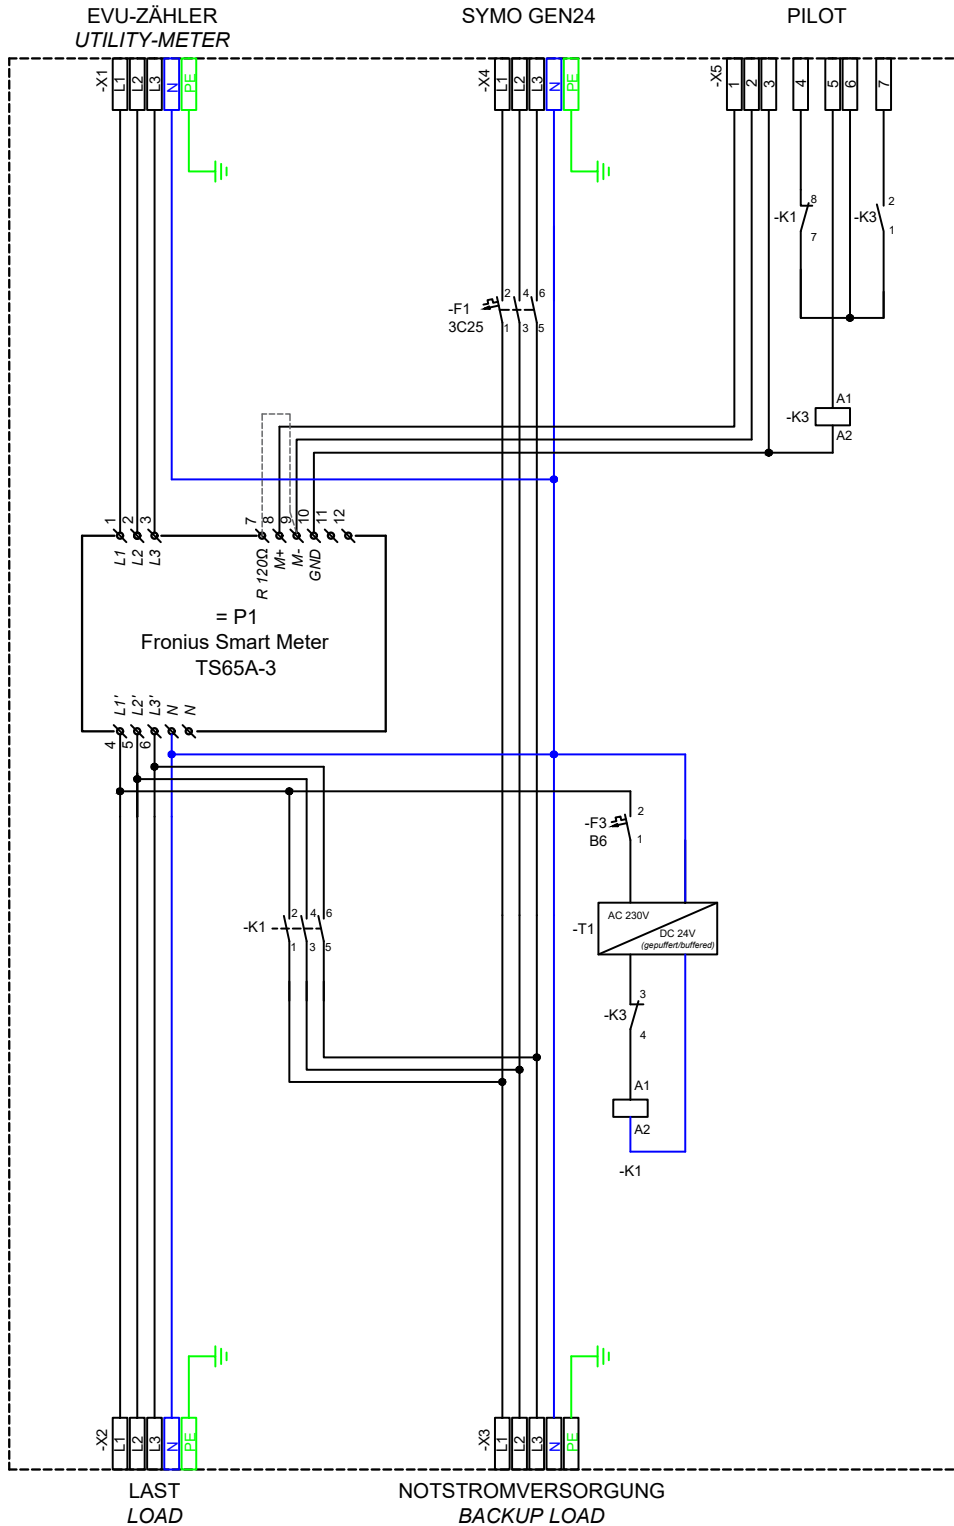 EVU-ZÄHLER
UTILITY-METER
SYMO GEN24
PILOT
-X1
L1
L2
L3
N
PE
-X4
L1
L2
L3
N
PE
-X5
1
2
3
4
5
6
7
-K1
8
7
-K3
2
1
-F1
3C25
2
4
6
1
3
5
-K3
A1
A2
1
2
3
7
8
9
10
11
12
L1
L2
L3
R 120Ω
M+
M-
GND
= P1
Fronius Smart Meter
TS65A-3
L1'
L2'
L3'
N
N
4
5
6
-F3
B6
2
1
-K1
2
4
6
1
3
5
-T1
AC 230V
DC 24V
(gepuffert/buffered)
-K3
3
4
A1
A2
-K1
-X2
L1
L2
L3
N
PE
-X3
L1
L2
L3
N
PE
LAST
LOAD
NOTSTROMVERSORGUNG
BACKUP LOAD